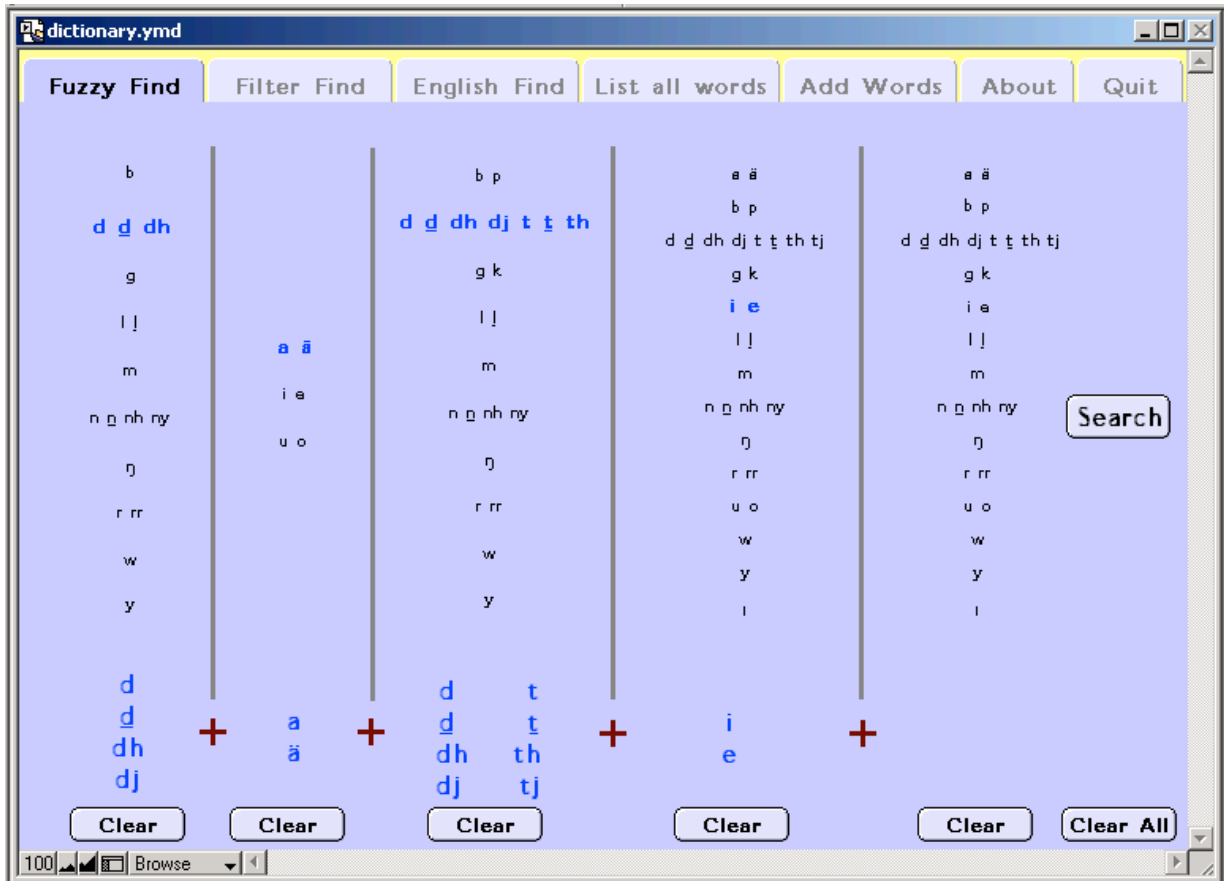 dictionary.ymd
Fuzzy Find Filter Find English Find List all words Add Words About Quit
b
d d̲ dh
g
l l̲
m
n n̲ nh ny
ŋ
r rr
w
y
d
d̲
dh
dj
Clear
+
a ä
i e
u o
a
ä
Clear
+
b p
d d̲ dh dj t t̲ th
g k
l l̲
m
n n̲ nh ny
ŋ
r rr
w
y
d t
d̲ t̲
dh th
dj tj
Clear
+
a ä
b p
d d̲ dh dj t t̲ th tj
g k
i e
l l̲
m
n n̲ nh ny
ŋ
r rr
u o
w
y
i
e
Clear
+
a ä
b p
d d̲ dh dj t t̲ th tj
g k
i e
l l̲
m
n n̲ nh ny
ŋ
r rr
u o
w
y
Clear
Search
Clear All
100 Browse